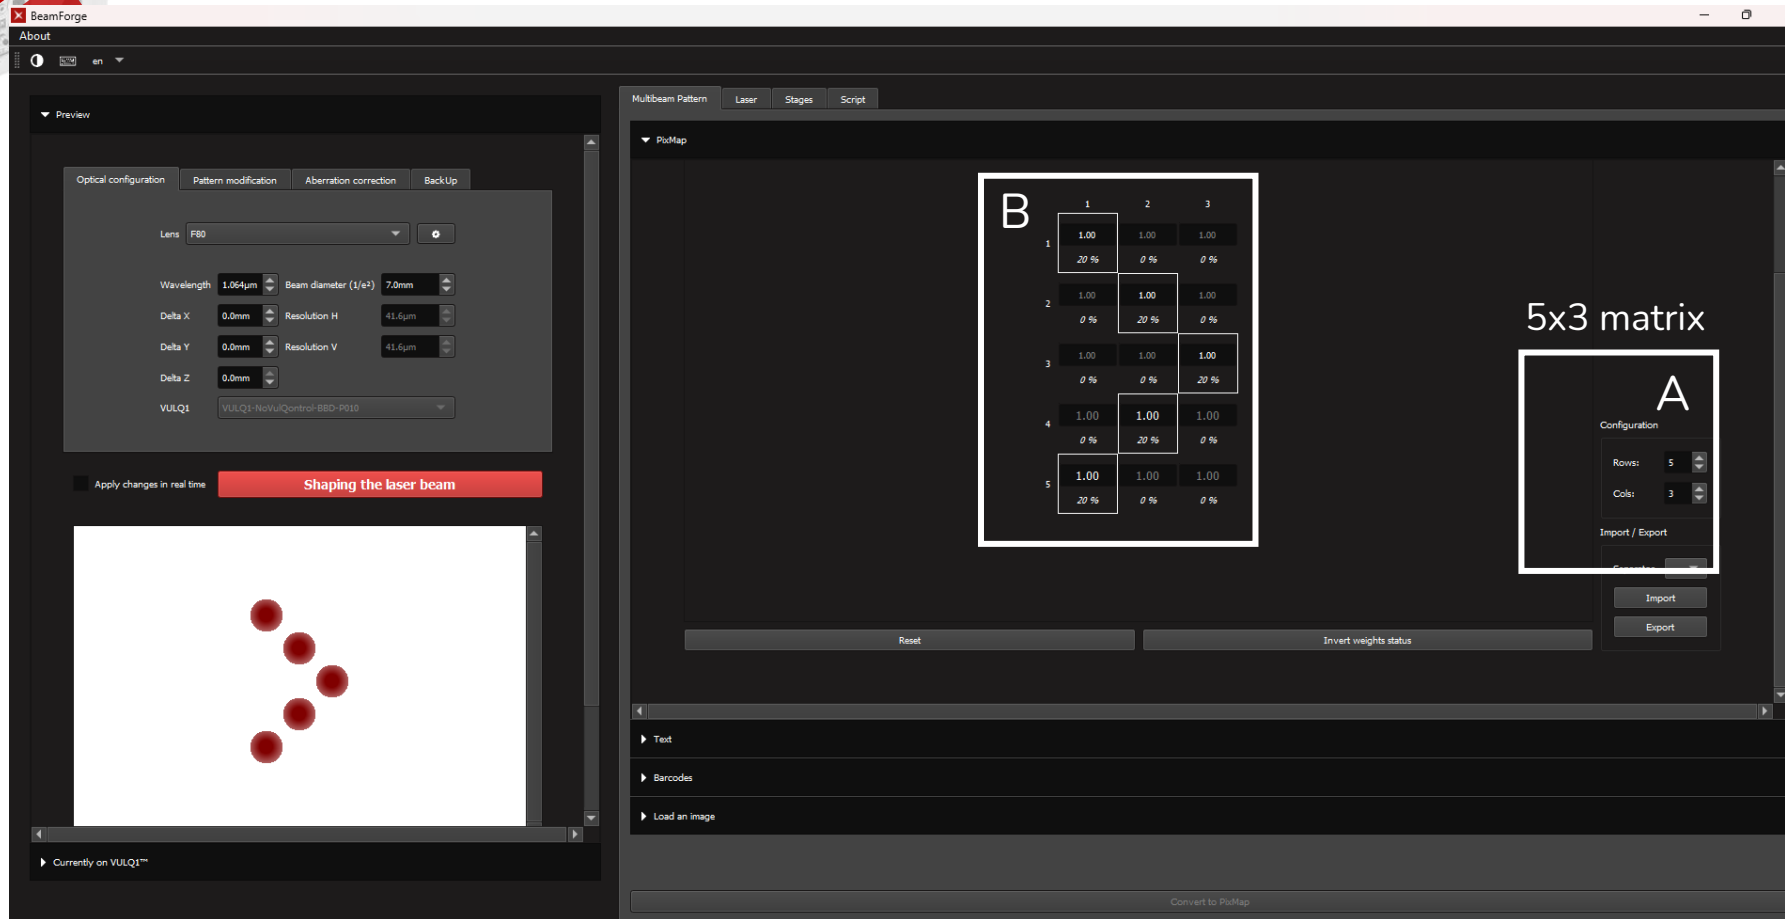 BeamForge
About
en
Preview
Optical configuration Pattern modification Aberration correction BackUp
Lens F80
Wavelength 1.064µm Beam diameter (1/e²) 7.0mm
Delta X 0.0mm Resolution H 41.6µm
Delta Y 0.0mm Resolution V 41.6µm
Delta Z 0.0mm
VULQ1 VULQ1-NoVulQontrol-BBD-P010
Apply changes in real time Shaping the laser beam
Currently on VULQ1™
Multibeam Pattern Laser Stages Script
PixMap
B
1 2 3
1 1.00 1.00 1.00
20 % 0 % 0 %
2 1.00 1.00 1.00
0 % 20 % 0 %
3 1.00 1.00 1.00
0 % 0 % 20 %
4 1.00 1.00 1.00
0 % 20 % 0 %
5 1.00 1.00 1.00
20 % 0 % 0 %
5x3 matrix
A
Configuration
Rows: 5
Cols: 3
Import / Export
Import
Export
Reset Invert weights status
Text
Barcodes
Load an image
Convert to PixMap